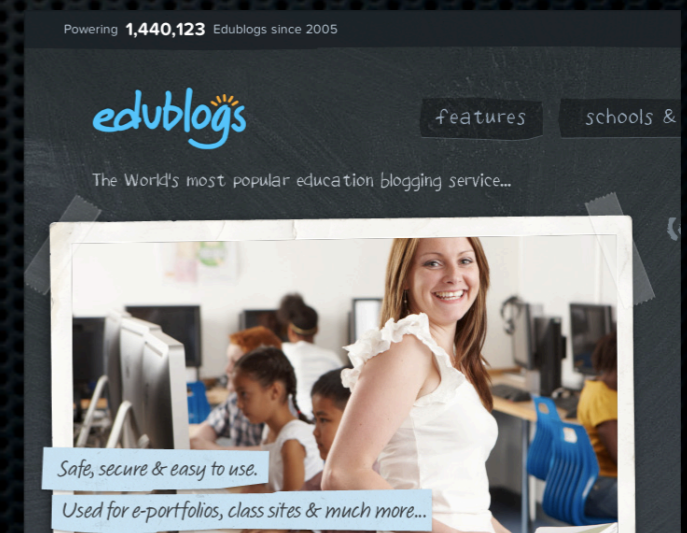 Powering 1,440,123 Edublogs since 2005
edublogs
features
schools &
The World's most popular education blogging service...
Safe, secure & easy to use.
Used for e-portfolios, class sites & much more...